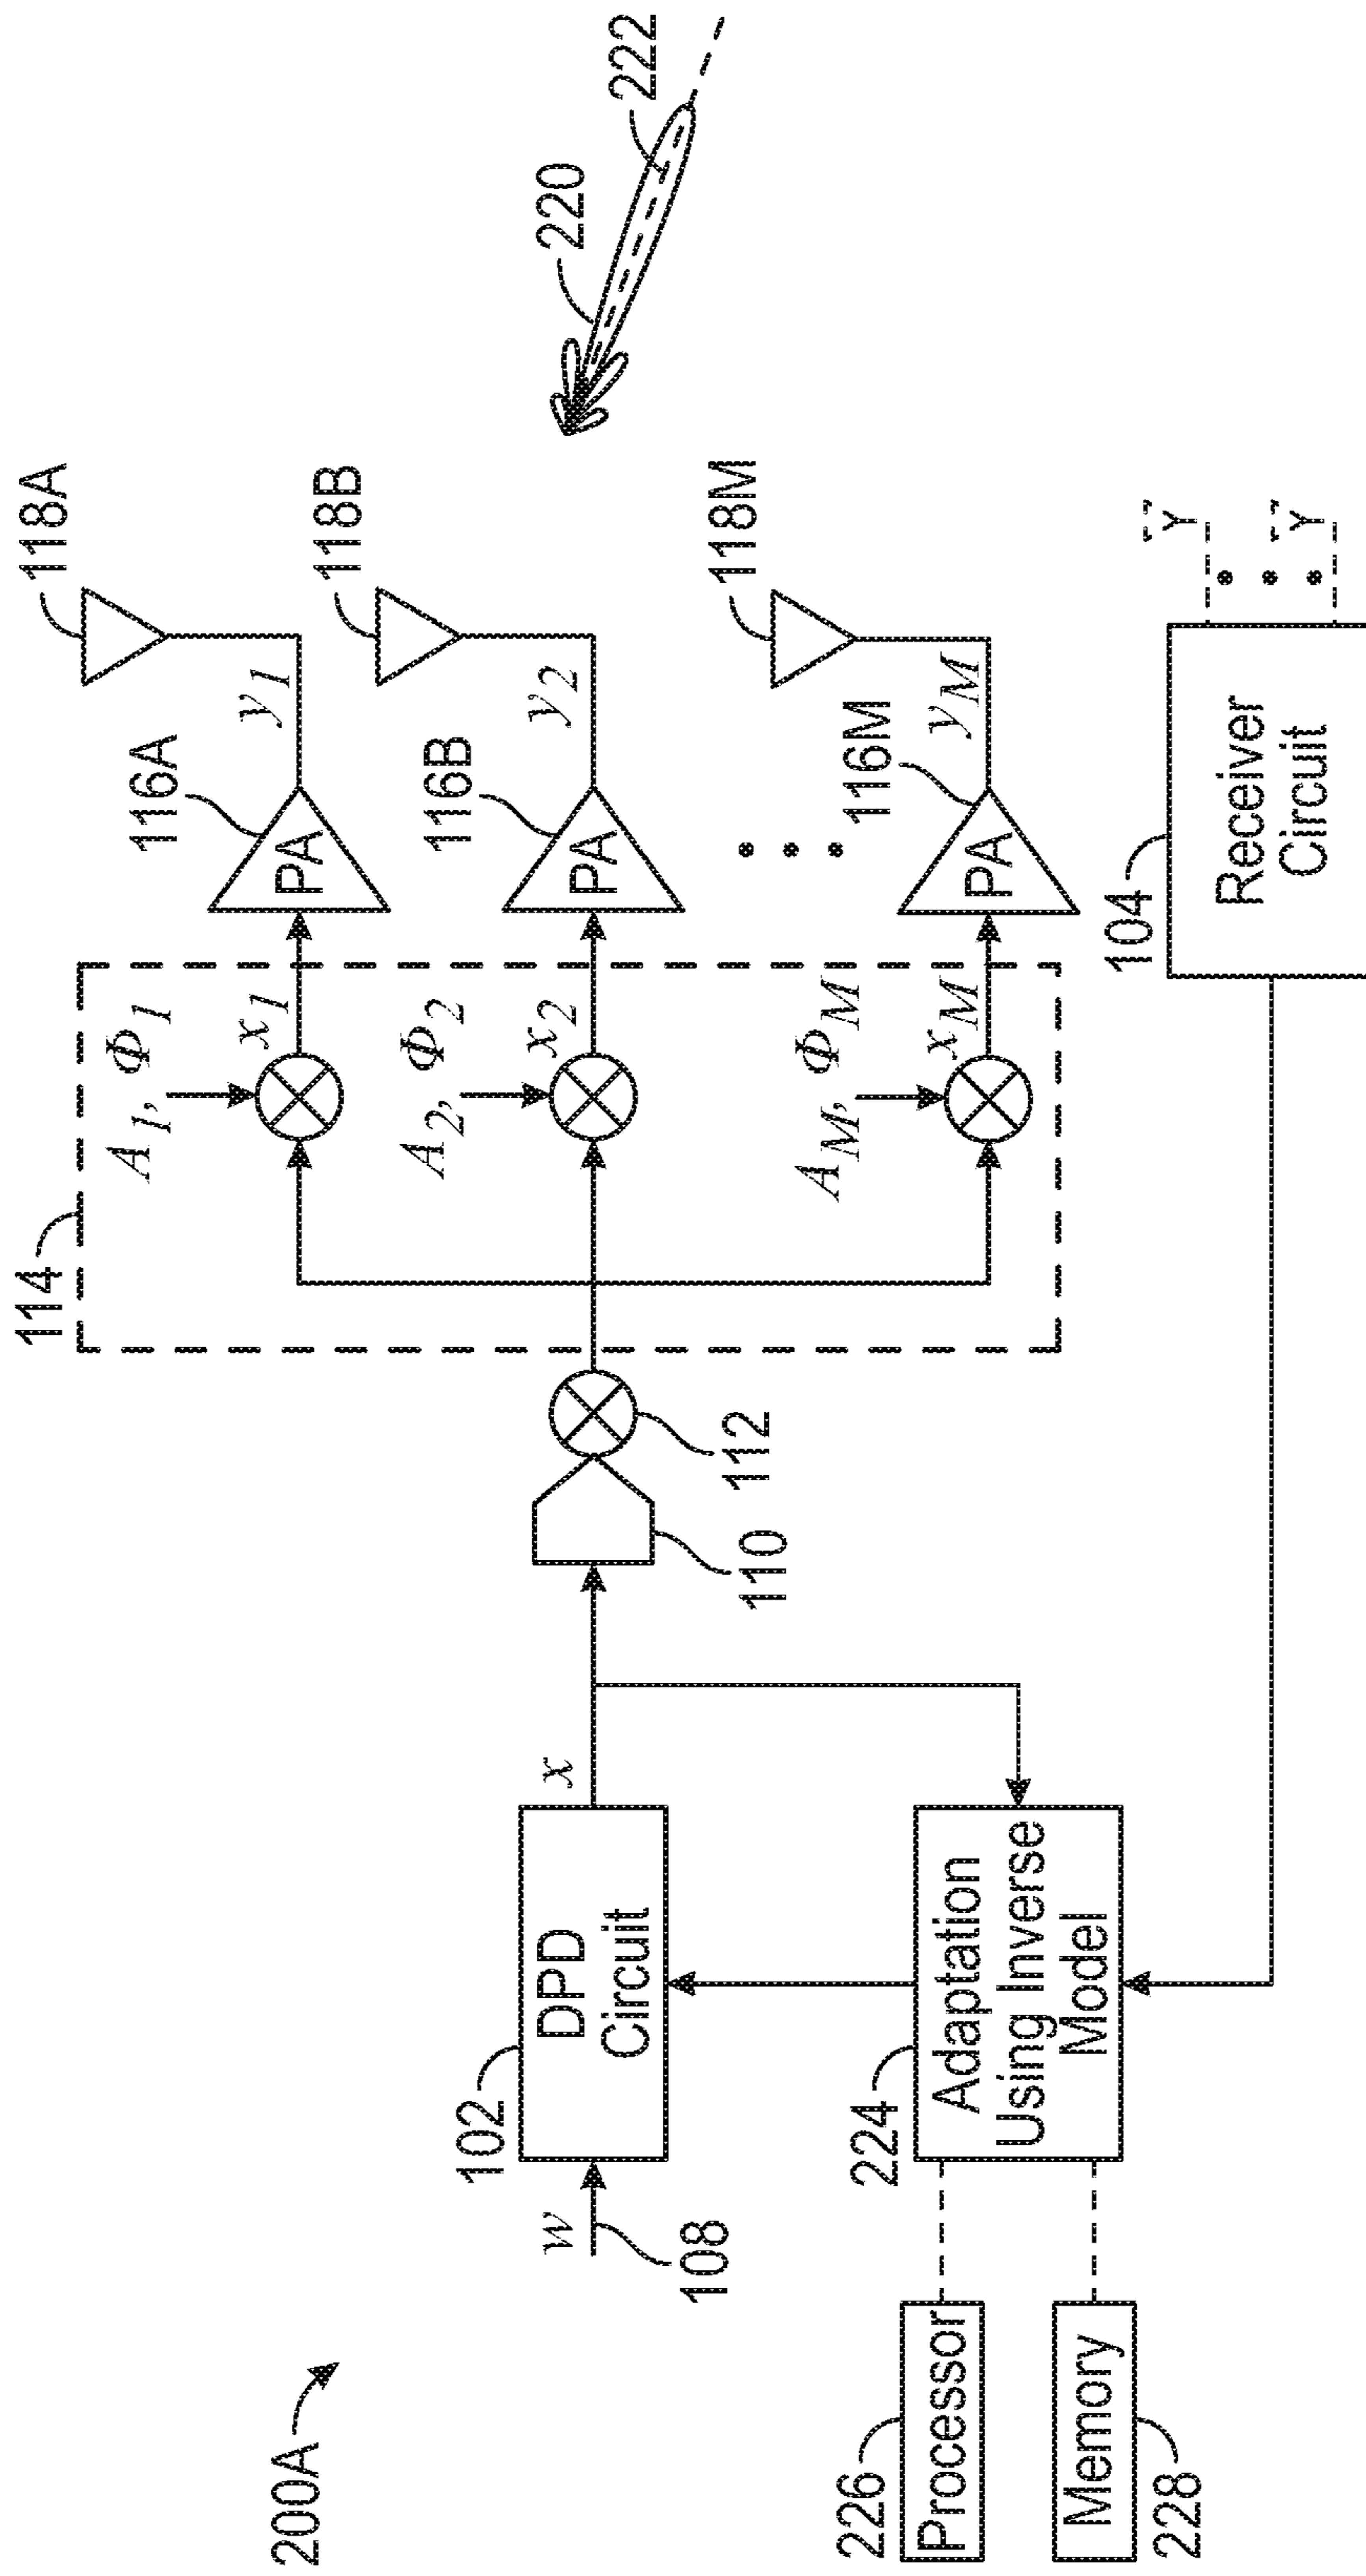 200A
w
108
102
DPD
Circuit
x
110
112
114
A1, Φ1
x1
A2, Φ2
x2
AM, ΦM
xM
116A
PA
y1
118A
116B
PA
y2
118B
116M
PA
yM
118M
220
222
224
Adaptation
Using Inverse
Model
226
Processor
Memory
228
104
Receiver
Circuit